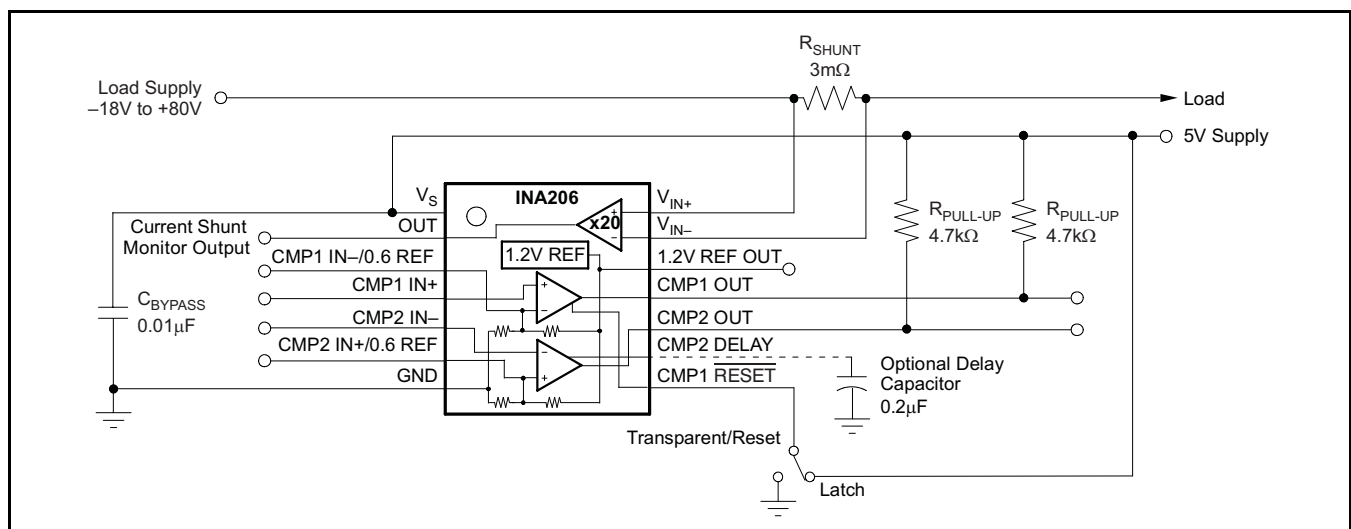 R_SHUNT
3mΩ
Load Supply
–18V to +80V
Load
5V Supply
V_S
INA206
V_IN+
R_PULL-UP
4.7kΩ
R_PULL-UP
4.7kΩ
Current Shunt
Monitor Output
OUT
x20
V_IN–
1.2V REF
CMP1 IN–/0.6 REF
1.2V REF OUT
CMP1 IN+
CMP1 OUT
C_BYPASS
0.01μF
CMP2 IN–
CMP2 OUT
CMP2 IN+/0.6 REF
CMP2 DELAY
GND
CMP1 RESET
Optional Delay
Capacitor
0.2μF
Transparent/Reset
Latch